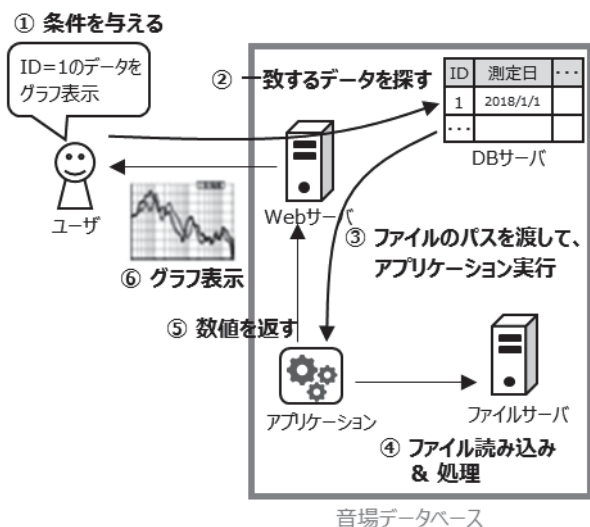 ① 条件を与える
ID=1のデータを
グラフ表示
② 一致するデータを探す
ID 測定日 ･･･
1 2018/1/1
･･･
DBサーバ
ユーザ
Webサーバ
③ ファイルのパスを渡して、
アプリケーション実行
⑥ グラフ表示
⑤ 数値を返す
アプリケーション
ファイルサーバ
④ ファイル読み込み
& 処理
音場データベース